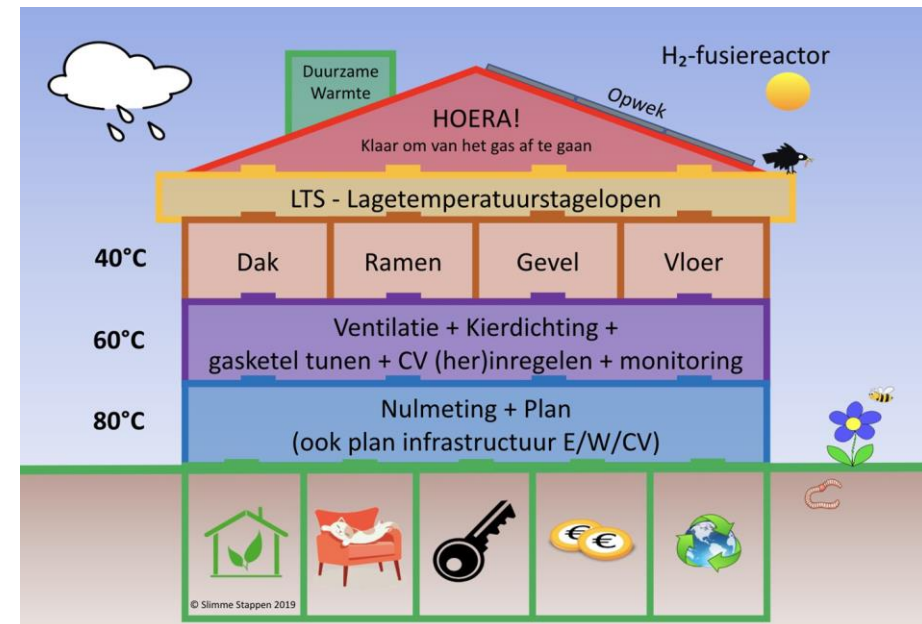 H₂-fusiereactor
Duurzame
Warmte
Opwek
HOERA!
Klaar om van het gas af te gaan
LTS - Lagetemperatuurstagelopen
40°C
Dak
Ramen
Gevel
Vloer
60°C
Ventilatie + Kierdichting +
gasketel tunen + CV (her)inregelen + monitoring
80°C
Nulmeting + Plan
(ook plan infrastructuur E/W/CV)
€
€
© Slimme Stappen 2019